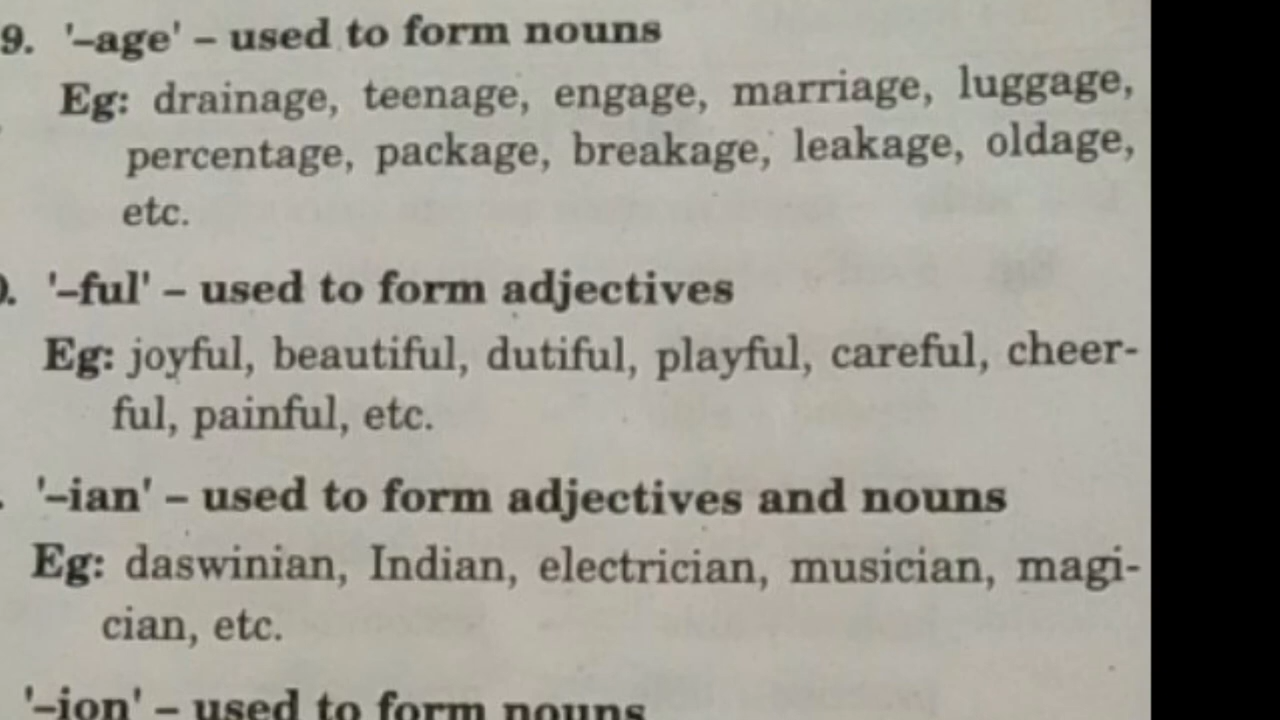 9. '–age' – used to form nouns
Eg: drainage, teenage, engage, marriage, luggage,
percentage, package, breakage, leakage, oldage,
etc.
. '–ful' – used to form adjectives
Eg: joyful, beautiful, dutiful, playful, careful, cheer-
ful, painful, etc.
. '–ian' – used to form adjectives and nouns
Eg: daswinian, Indian, electrician, musician, magi-
cian, etc.
'–ion' – used to form nouns